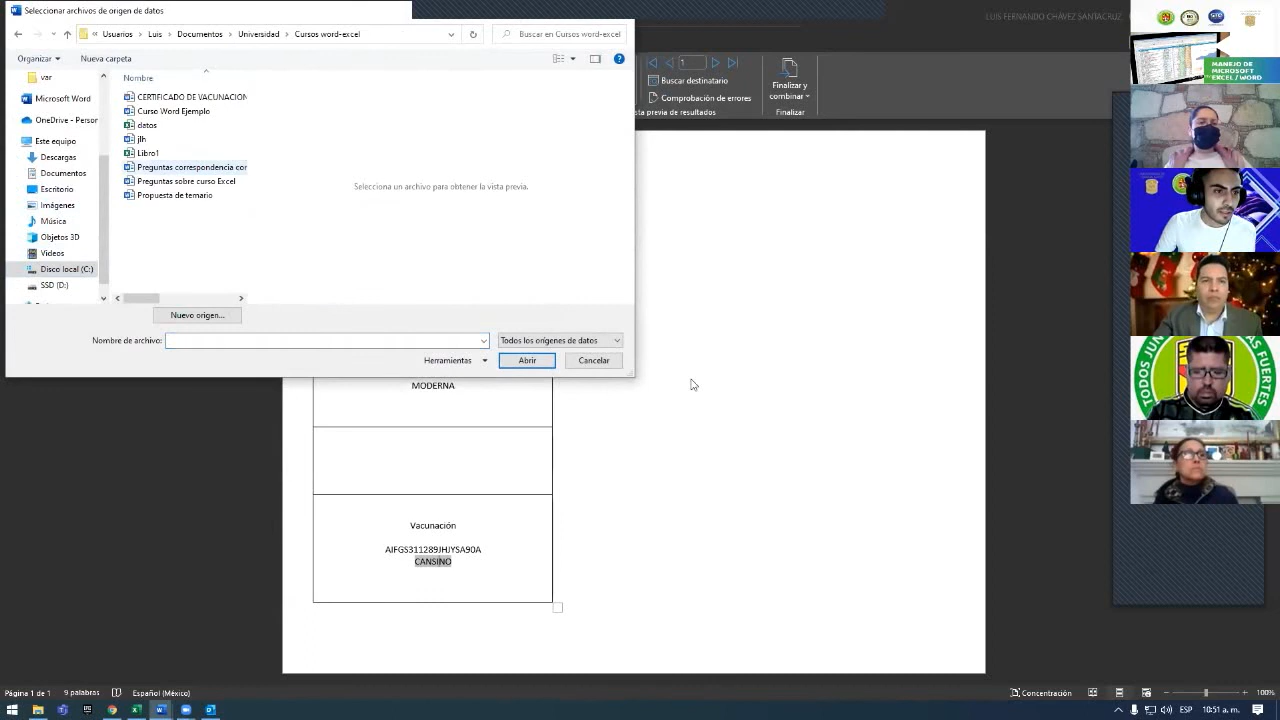 Seleccionar archivos de origen de datos
LUIS FERNANDO CHÁVEZ SANTACRUZ
Usuarios > Luis > Documentos > Universidad > Cursos word-excel
Buscar en Cursos word-excel
Organizar
Nueva carpeta
var
Microsoft Word
OneDrive - Person
Este equipo
Descargas
Documentos
Escritorio
Imágenes
Música
Objetos 3D
Videos
Disco local (C:)
SSD (D:)
Nombre
CERTIFICADO DE VACUNACION
Curso Word Ejemplo
datos
jlh
Libro1
Preguntas correspondencia cor
Preguntas sobre curso Excel
Propuesta de temario
Selecciona un archivo para obtener la vista previa.
Nuevo origen...
Nombre de archivo:
Todos los orígenes de datos
Herramientas
Abrir
Cancelar
1
Buscar destinatario
Comprobación de errores
sta previa de resultados
Finalizar y
combinar
Finalizar
MANEJO DE
MICROSOFT
EXCEL/WORD
TODOS JUN
AS FUERTES
MODERNA
Vacunación
AIFGS311289JHJYSA90A
CANSINO
Página 1 de 1
9 palabras
Español (México)
Concentración
100%
ESP
10:51 a. m.